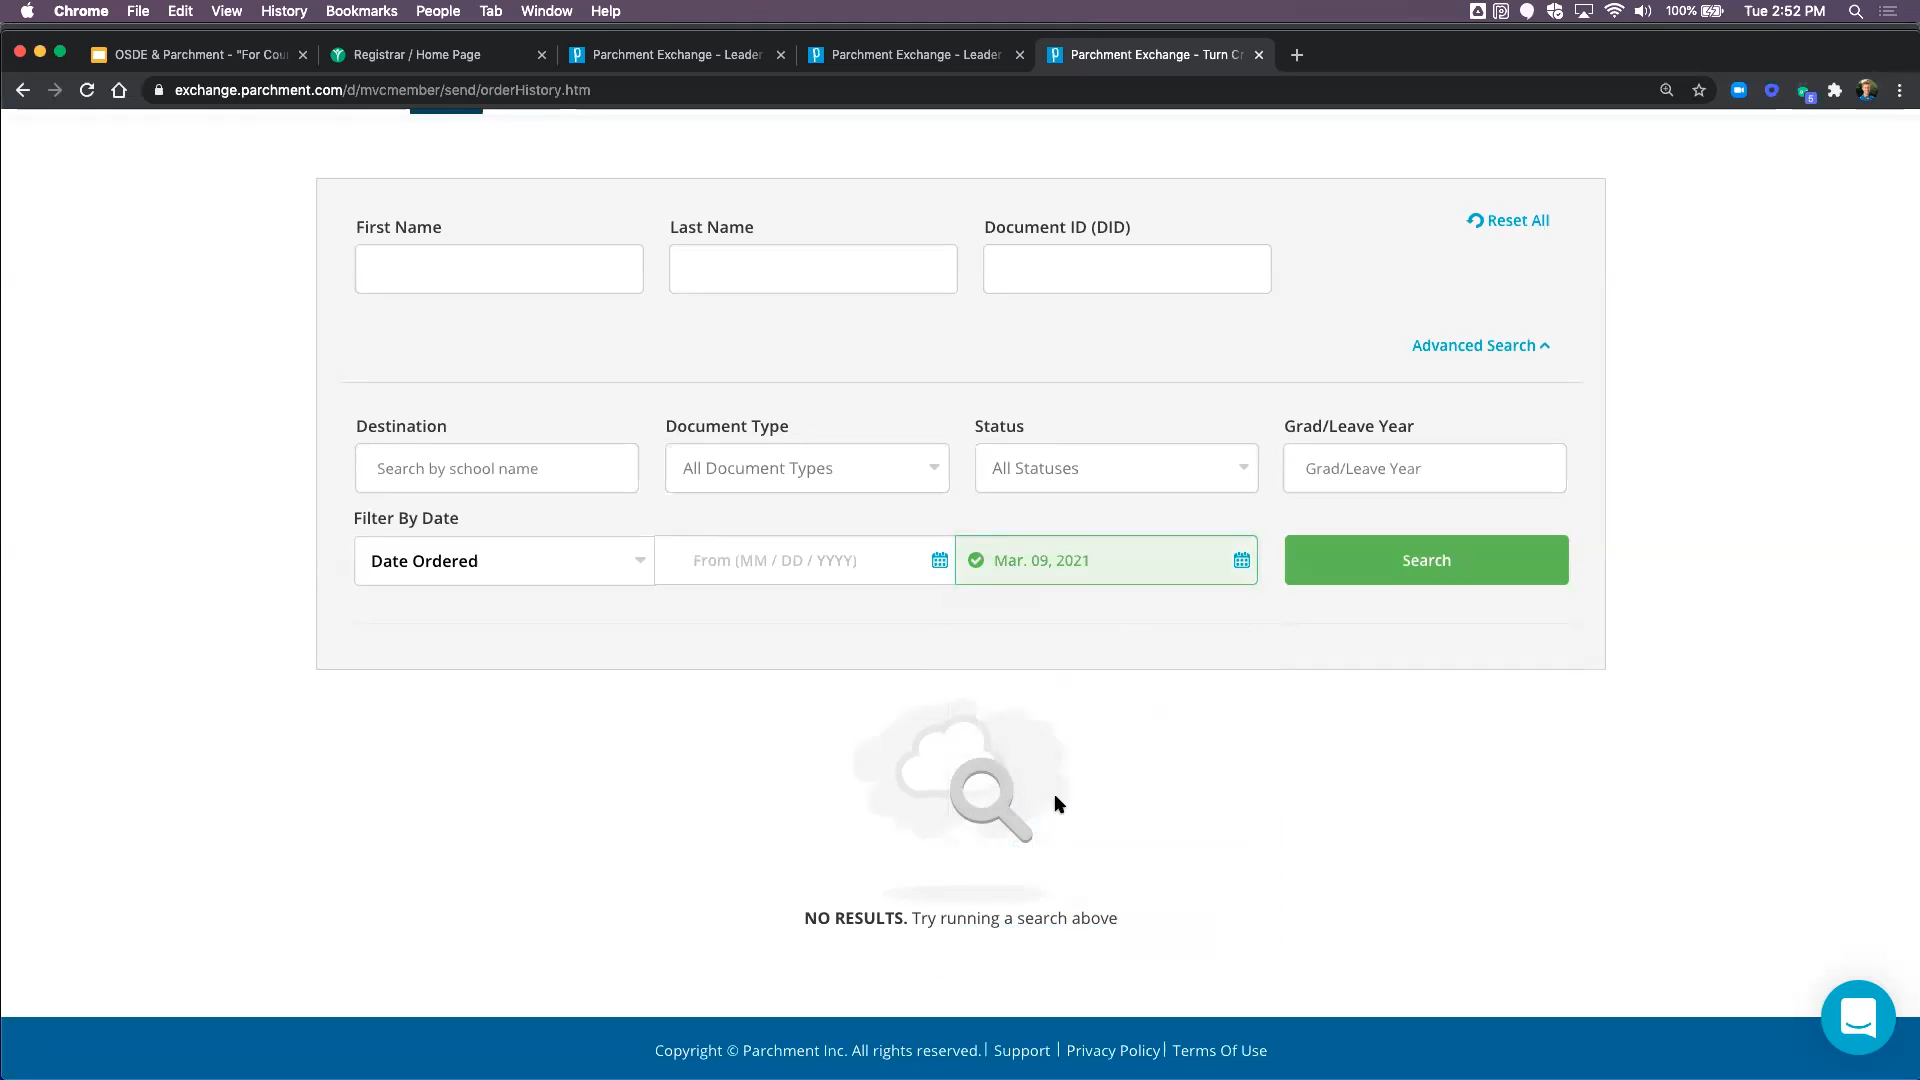 Chrome File Edit View History Bookmarks People Tab Window Help 100% Tue 2:52 PM
OSDE & Parchment - "For Cou Registrar / Home Page Parchment Exchange - Leader Parchment Exchange - Leader Parchment Exchange - Turn Cr
exchange.parchment.com/d/mvcmember/send/orderHistory.htm 5
First Name Last Name Document ID (DID) Reset All
Advanced Search
Destination Document Type Status Grad/Leave Year
Search by school name All Document Types All Statuses Grad/Leave Year
Filter By Date
Date Ordered From (MM / DD / YYYY) Mar. 09, 2021 Search
NO RESULTS. Try running a search above
Copyright © Parchment Inc. All rights reserved. | Support | Privacy Policy | Terms Of Use